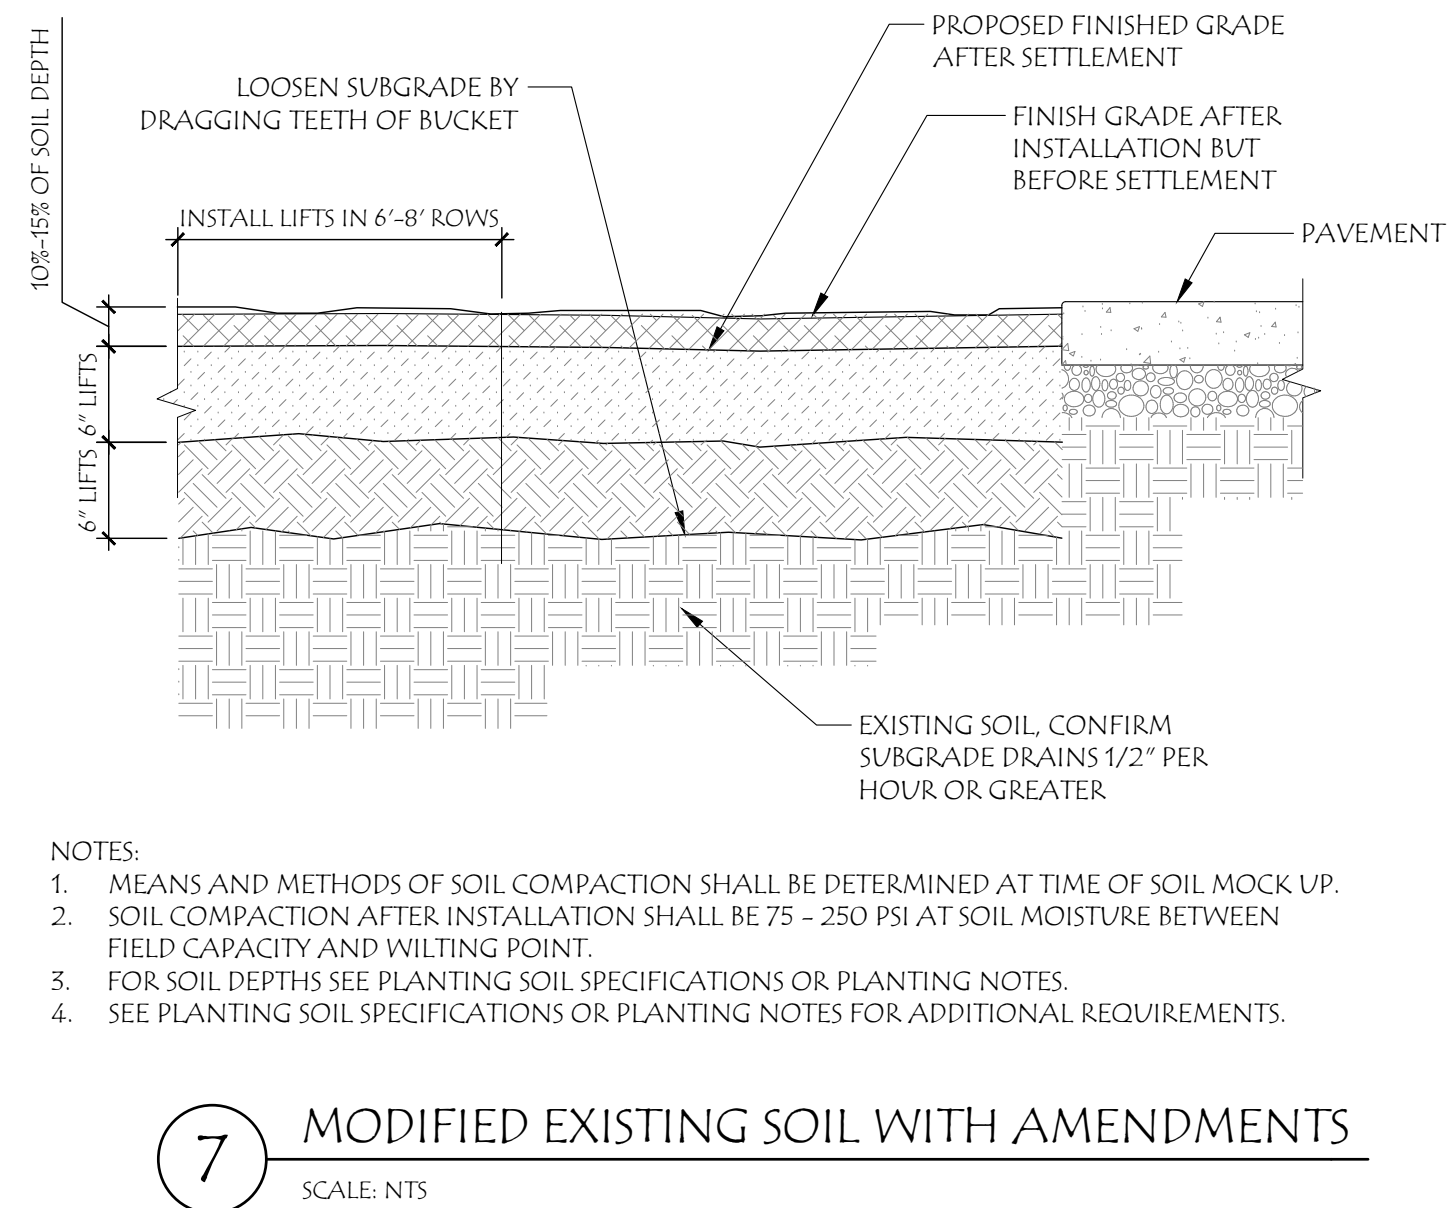 PROPOSED FINISHED GRADE
AFTER SETTLEMENT
LOOSEN SUBGRADE BY
DRAGGING TEETH OF BUCKET
FINISH GRADE AFTER
INSTALLATION BUT
BEFORE SETTLEMENT
10%-15% OF SOIL DEPTH
INSTALL LIFTS IN 6'-8' ROWS
PAVEMENT
6" LIFTS
6" LIFTS
EXISTING SOIL, CONFIRM
SUBGRADE DRAINS 1/2" PER
HOUR OR GREATER
NOTES:
1. MEANS AND METHODS OF SOIL COMPACTION SHALL BE DETERMINED AT TIME OF SOIL MOCK UP.
2. SOIL COMPACTION AFTER INSTALLATION SHALL BE 75 - 250 PSI AT SOIL MOISTURE BETWEEN
FIELD CAPACITY AND WILTING POINT.
3. FOR SOIL DEPTHS SEE PLANTING SOIL SPECIFICATIONS OR PLANTING NOTES.
4. SEE PLANTING SOIL SPECIFICATIONS OR PLANTING NOTES FOR ADDITIONAL REQUIREMENTS.
7 MODIFIED EXISTING SOIL WITH AMENDMENTS
SCALE: NTS